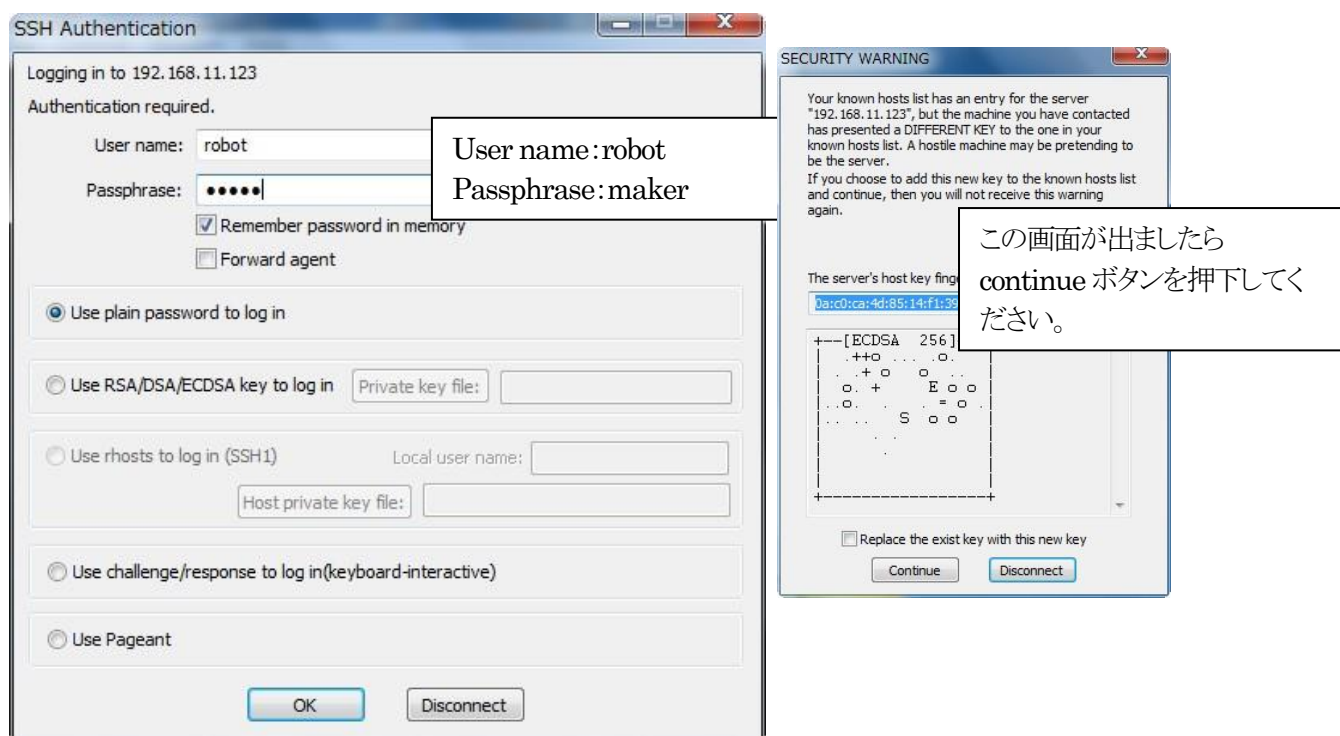 SSH Authentication
Logging in to 192.168.11.123
Authentication required.
User name: robot
Passphrase: ●●●●●
User name:robot
Passphrase:maker
Remember password in memory
Forward agent
Use plain password to log in
Use RSA/DSA/ECDSA key to log in Private key file:
Use rhosts to log in (SSH1) Local user name:
Host private key file:
Use challenge/response to log in(keyboard-interactive)
Use Pageant
OK Disconnect
SECURITY WARNING
Your known hosts list has an entry for the server
"192.168.11.123", but the machine you have contacted
has presented a DIFFERENT KEY to the one in your
known hosts list. A hostile machine may be pretending to
be the server.
If you choose to add this new key to the known hosts list
and continue, then you will not receive this warning
again.
この画面が出ましたら
continue ボタンを押下してく
ださい。
The server's host key finge
0a:c0:ca:4d:85:14:f1:39
+--[ECDSA 256]
| .++o ... .o. |
| . .+ o o . .. |
| o. + E o o |
|..o. . . = o .|
|.. .. S o o |
| . . |
| . |
| |
| |
+-----------------+
Replace the exist key with this new key
Continue Disconnect